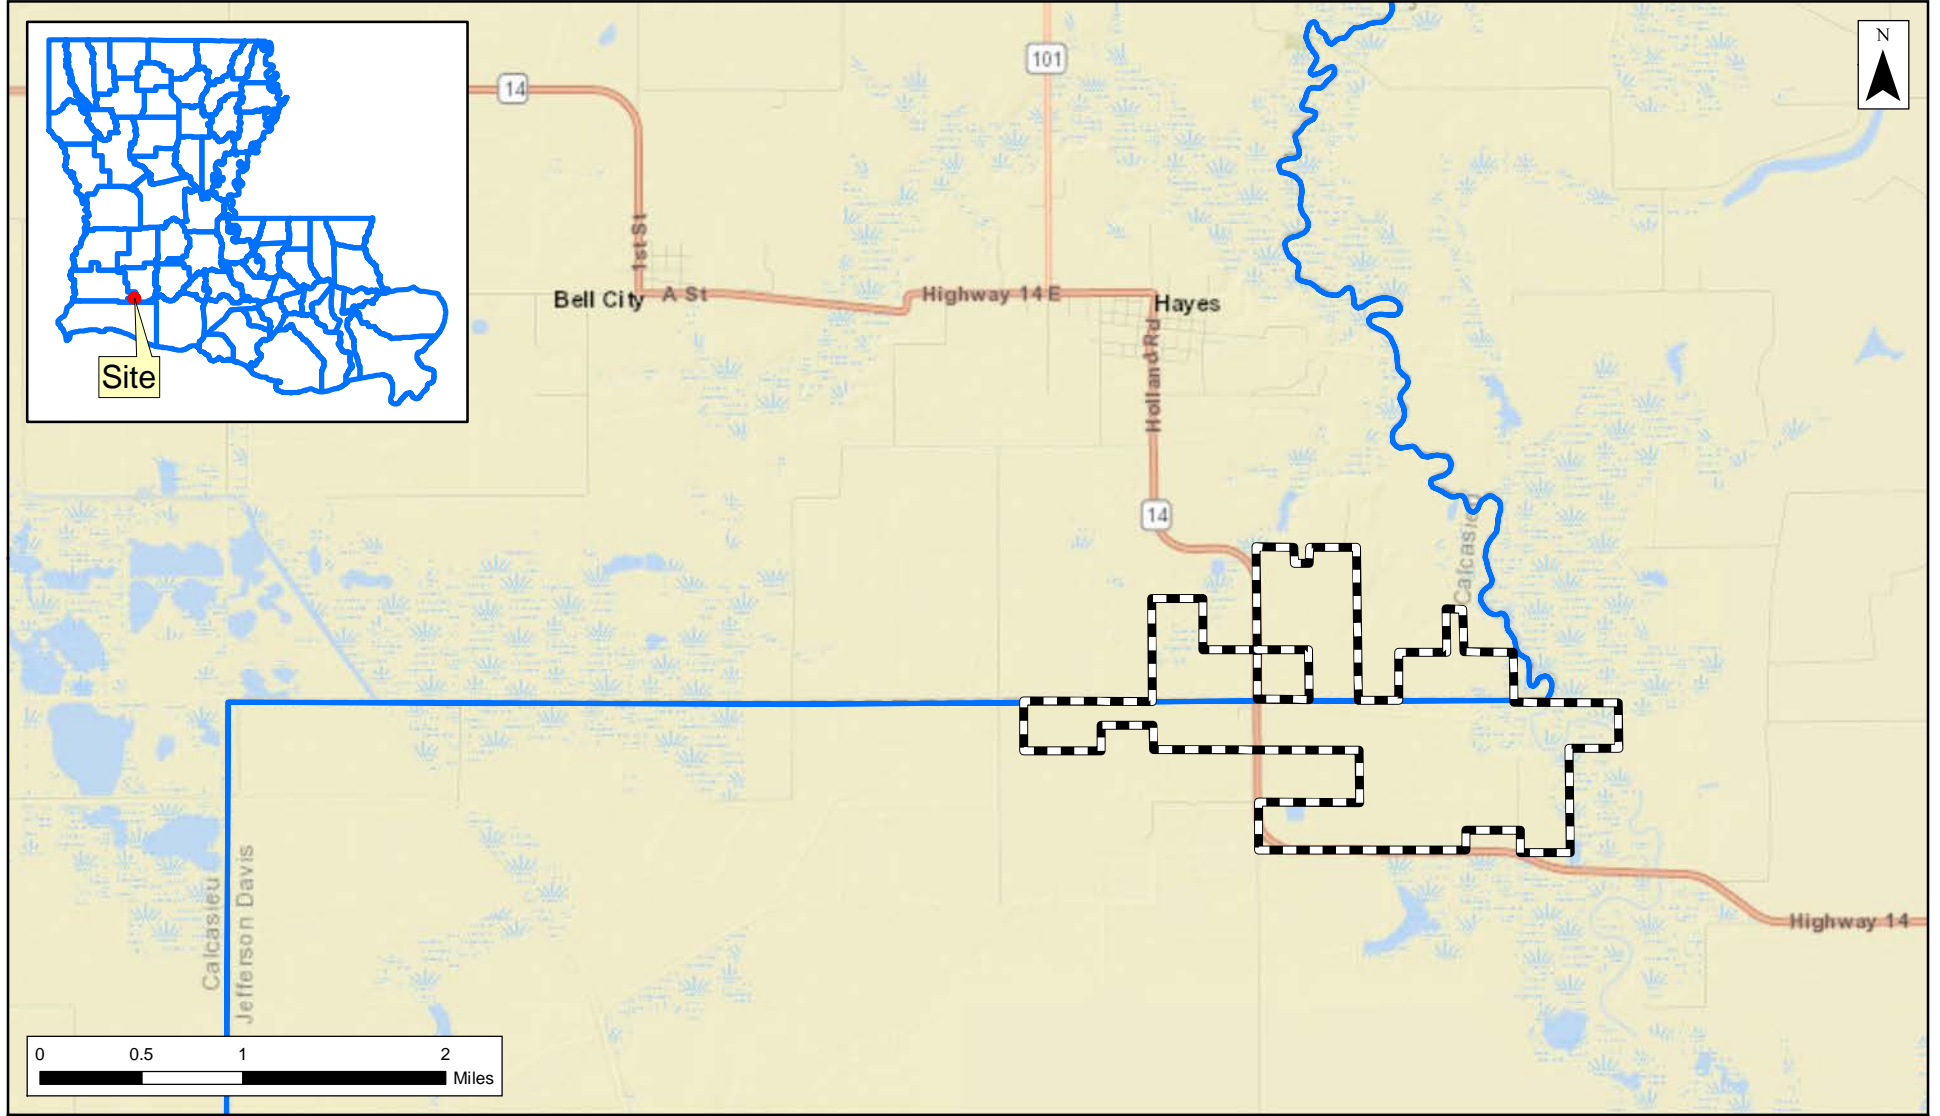 N
101
14
1st St
Bell City
A St
Highway 14 E
Hayes
Holland Rd
Site
14
Calcasieu
Calcasieu
Jefferson Davis
Highway 14
0
0.5
1
2
Miles